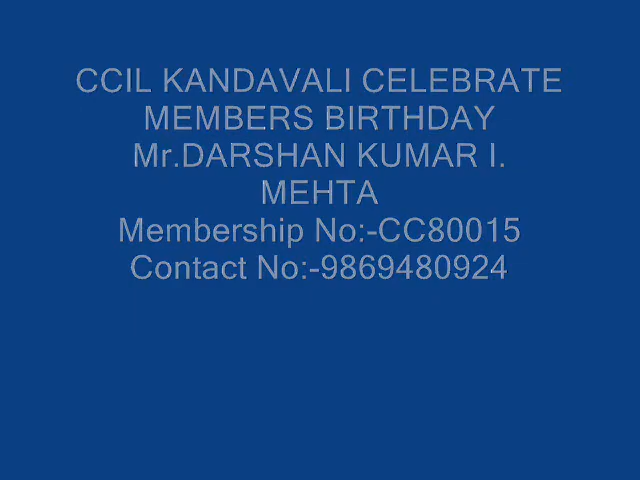 CCIL KANDAVALI CELEBRATE
MEMBERS BIRTHDAY
Mr.DARSHAN KUMAR I.
MEHTA
Membership No:-CC80015
Contact No:-9869480924